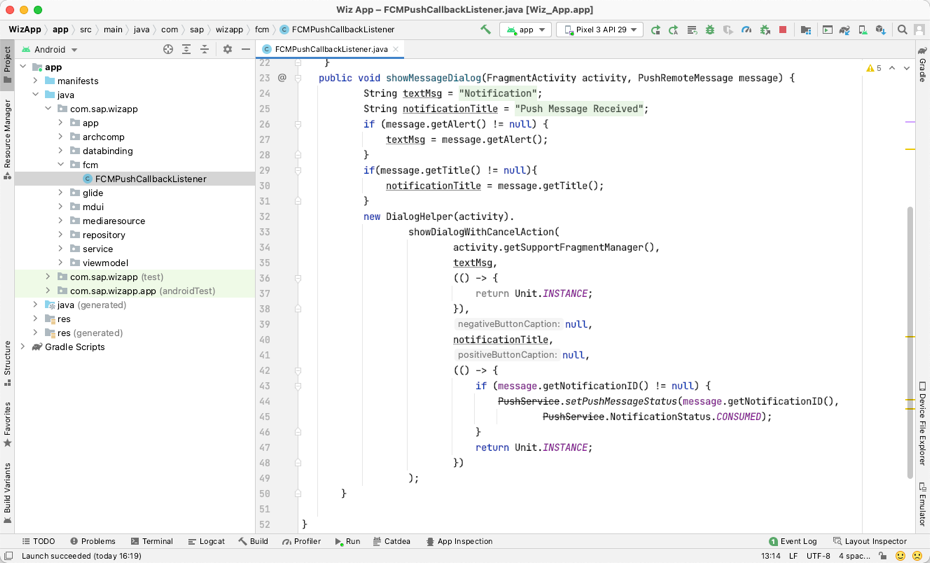 Wiz App – FCMPushCallbackListener.java [Wiz_App.app]
WizApp app src main java com sap wizapp fcm FCMPushCallbackListener
app
Pixel 3 API 29
Android
FCMPushCallbackListener.java
Project
Resource Manager
Structure
Favorites
Build Variants
app
manifests
java
com.sap.wizapp
app
archcomp
databinding
fcm
FCMPushCallbackListener
glide
mdui
mediaresource
repository
service
viewmodel
com.sap.wizapp (test)
com.sap.wizapp.app (androidTest)
java (generated)
res
res (generated)
Gradle Scripts
22 }
23 @ public void showMessageDialog(FragmentActivity activity, PushRemoteMessage message) {
24 String textMsg = "Notification";
25 String notificationTitle = "Push Message Received";
26 if (message.getAlert() != null) {
27 textMsg = message.getAlert();
28 }
29 if(message.getTitle() != null){
30 notificationTitle = message.getTitle();
31 }
32 new DialogHelper(activity).
33 showDialogWithCancelAction(
34 activity.getSupportFragmentManager(),
35 textMsg,
36 (() -> {
37 return Unit.INSTANCE;
38 }),
39 negativeButtonCaption: null,
40 notificationTitle,
41 positiveButtonCaption: null,
42 (() -> {
43 if (message.getNotificationID() != null) {
44 PushService.setPushMessageStatus(message.getNotificationID(),
45 PushService.NotificationStatus.CONSUMED);
46 }
47 return Unit.INSTANCE;
48 })
49 );
50 }
51
52 }
5
Gradle
Device File Explorer
Emulator
TODO Problems Terminal Logcat Build Profiler Run Catdea App Inspection 1 Event Log Layout Inspector
Launch succeeded (today 16:19) 13:14 LF UTF-8 4 spac...